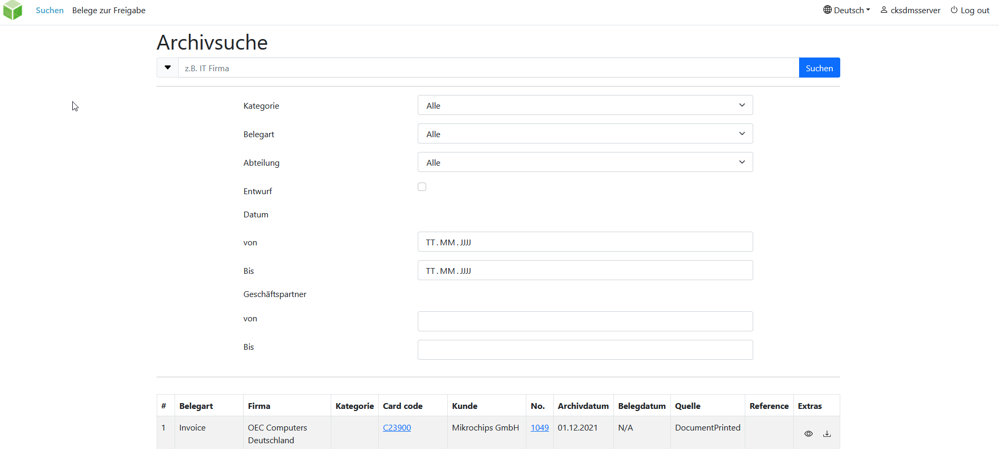 Suchen Belege zur Freigabe Deutsch cksdmsserver Log out
Archivsuche
z.B. IT Firma Suchen
Kategorie Alle
Belegart Alle
Abteilung Alle
Entwurf
Datum
von TT.MM.JJJJ
Bis TT.MM.JJJJ
Geschäftspartner
von
Bis
# Belegart Firma Kategorie Card code Kunde No. Archivdatum Belegdatum Quelle Reference Extras
1 Invoice OEC Computers C23900 Mikrochips GmbH 1049 01.12.2021 N/A DocumentPrinted
Deutschland